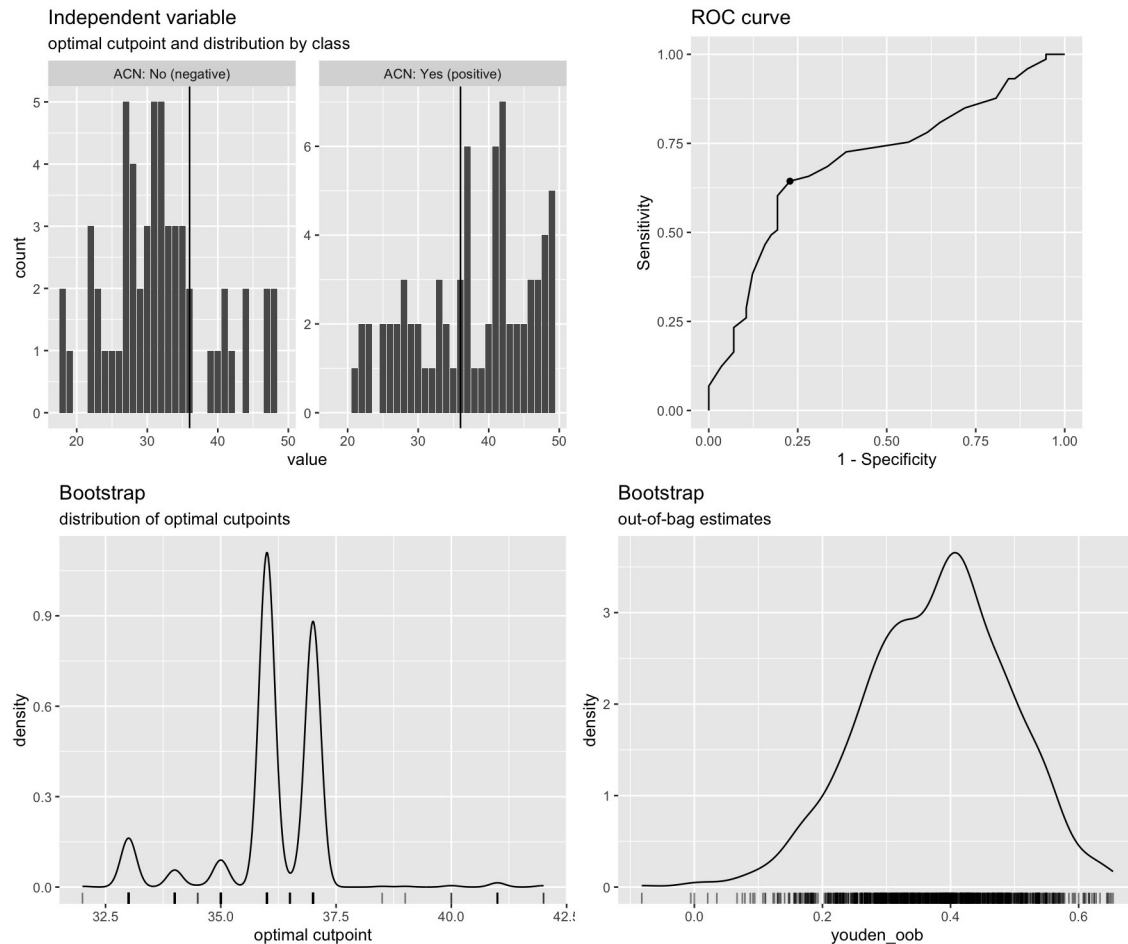 Independent variable
optimal cutpoint and distribution by class
ACN: No (negative)
ACN: Yes (positive)
count
5
4
3
2
1
0
6
4
2
0
20 30 40 50
20 30 40 50
value
ROC curve
Sensitivity
1.00
0.75
0.50
0.25
0.00
0.00 0.25 0.50 0.75 1.00
1 - Specificity
Bootstrap
distribution of optimal cutpoints
density
0.9
0.6
0.3
0.0
32.5 35.0 37.5 40.0 42.5
optimal cutpoint
Bootstrap
out-of-bag estimates
density
3
2
1
0
0.0 0.2 0.4 0.6
youden_oob